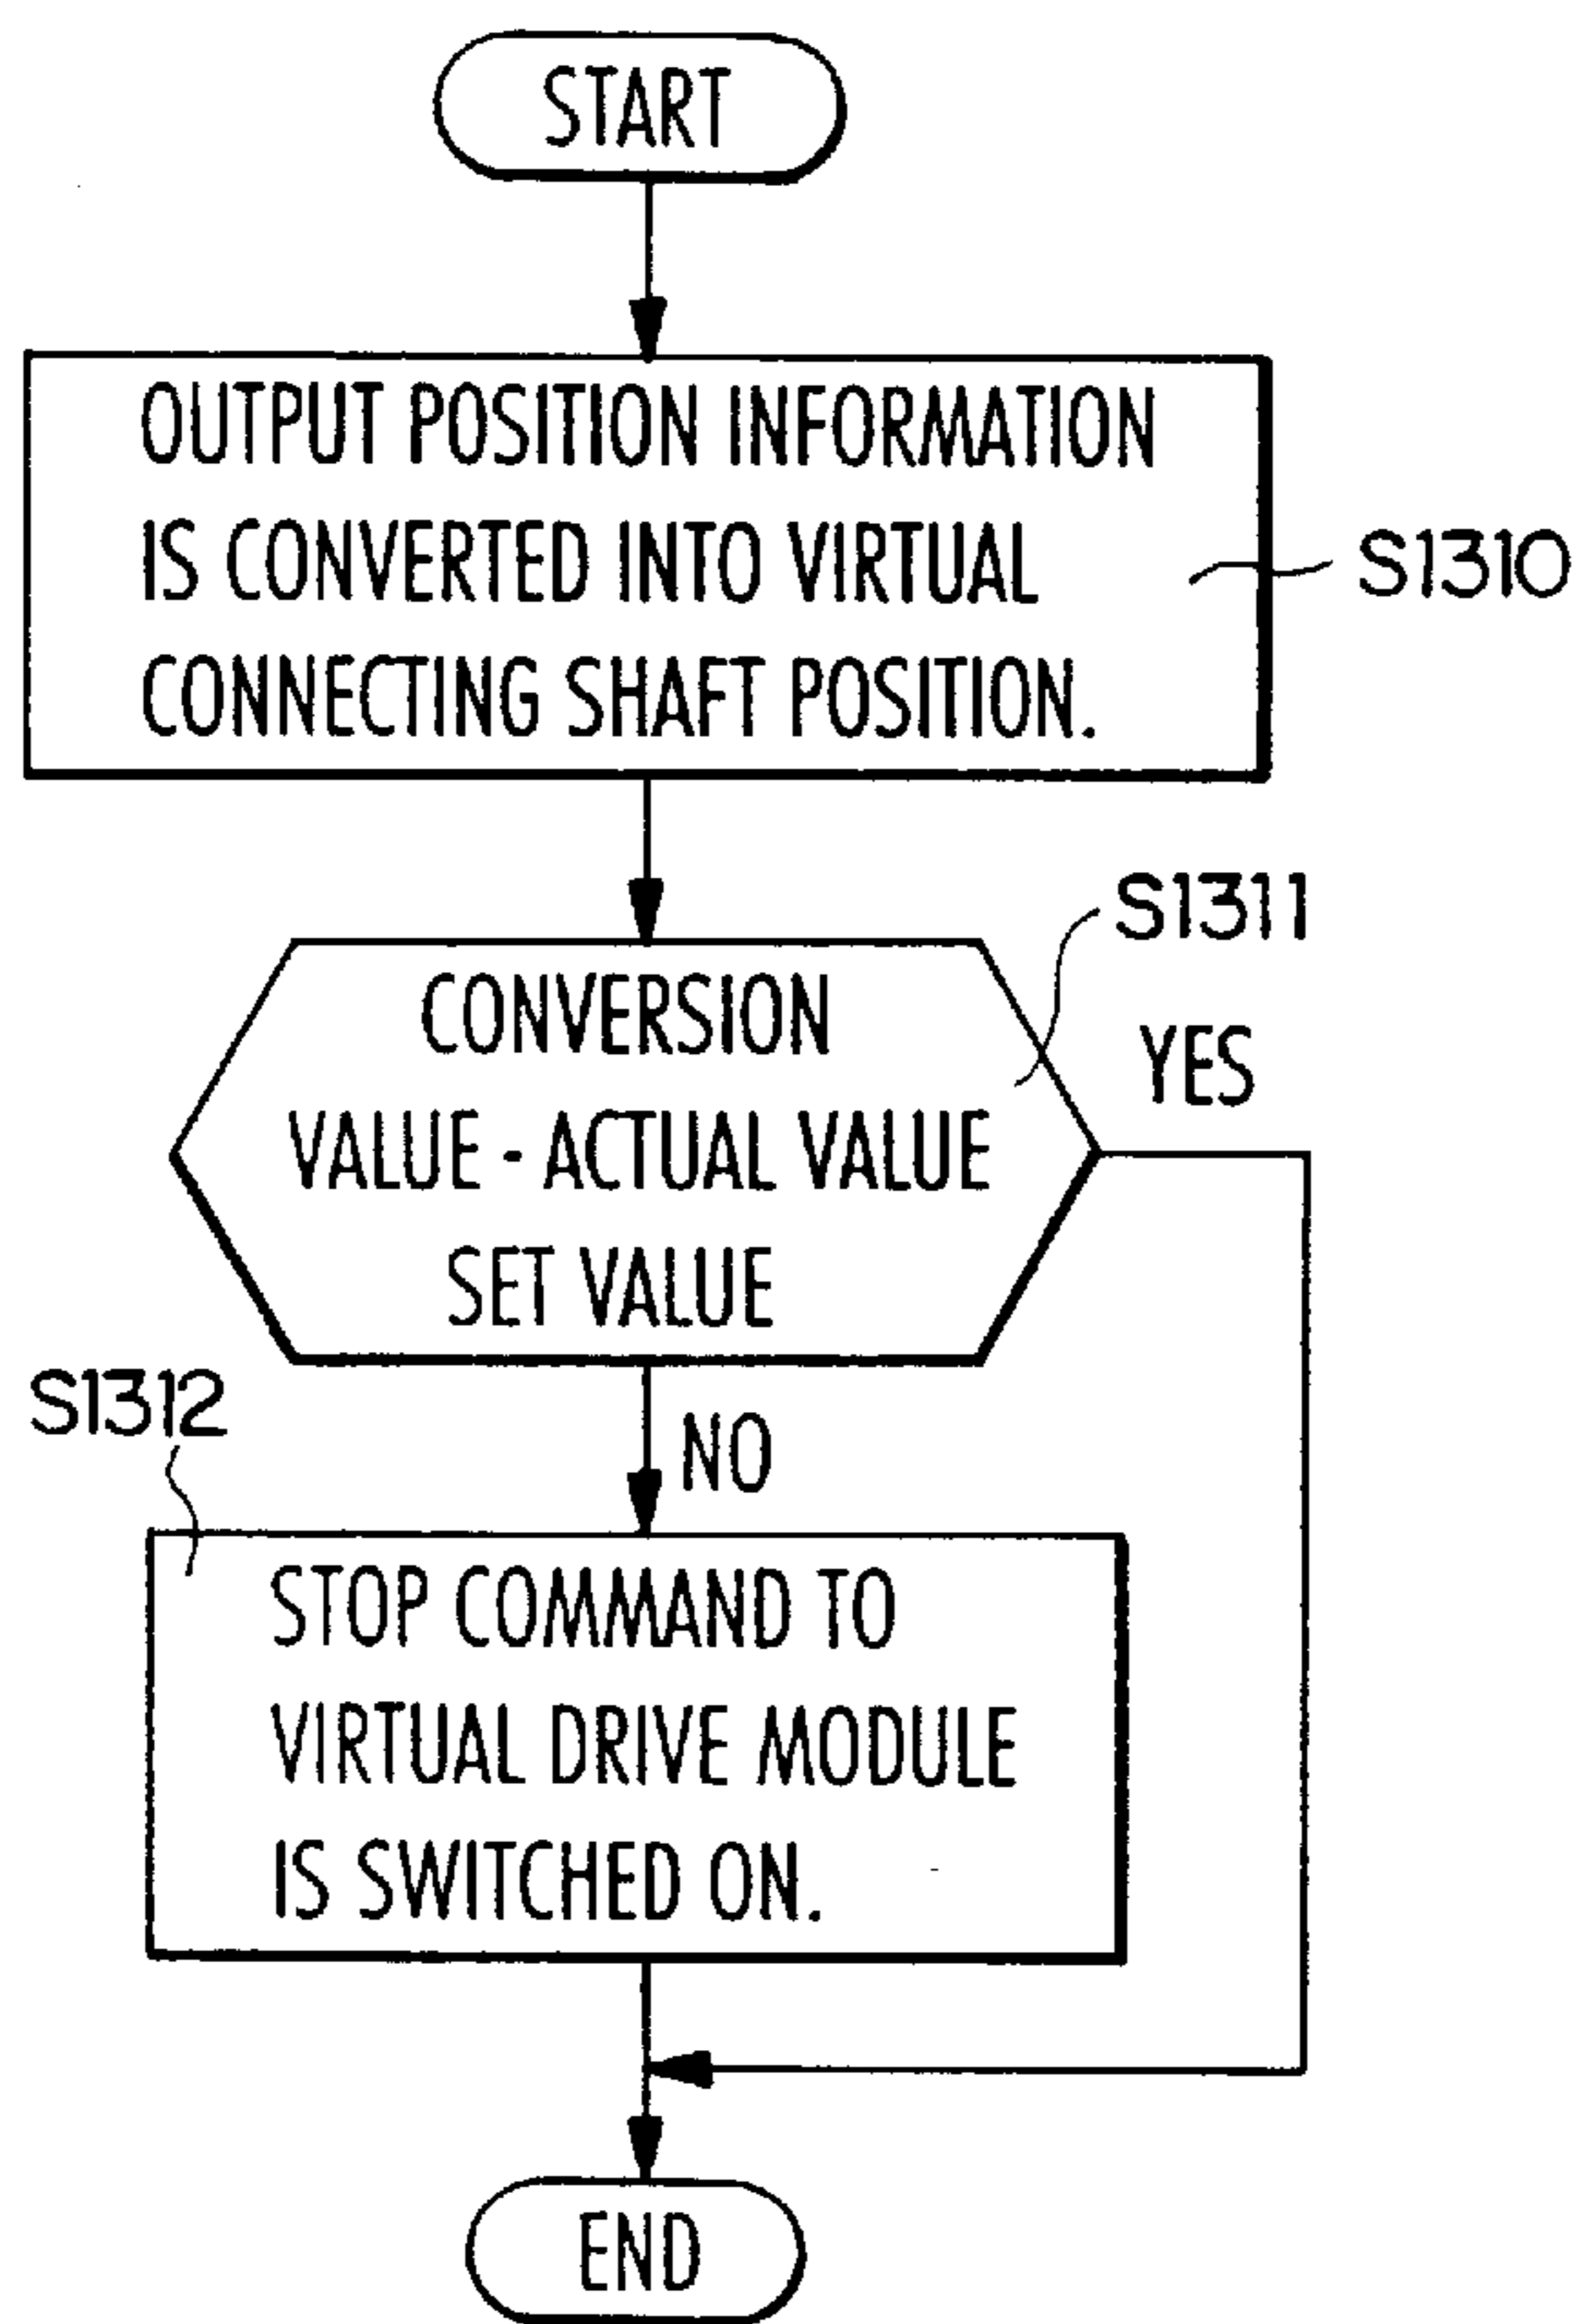 START
OUTPUT POSITION INFORMATION
IS CONVERTED INTO VIRTUAL
CONNECTING SHAFT POSITION.
S1310
S1311
CONVERSION
VALUE - ACTUAL VALUE
SET VALUE
YES
S1312
NO
STOP COMMAND TO
VIRTUAL DRIVE MODULE
IS SWITCHED ON.
END